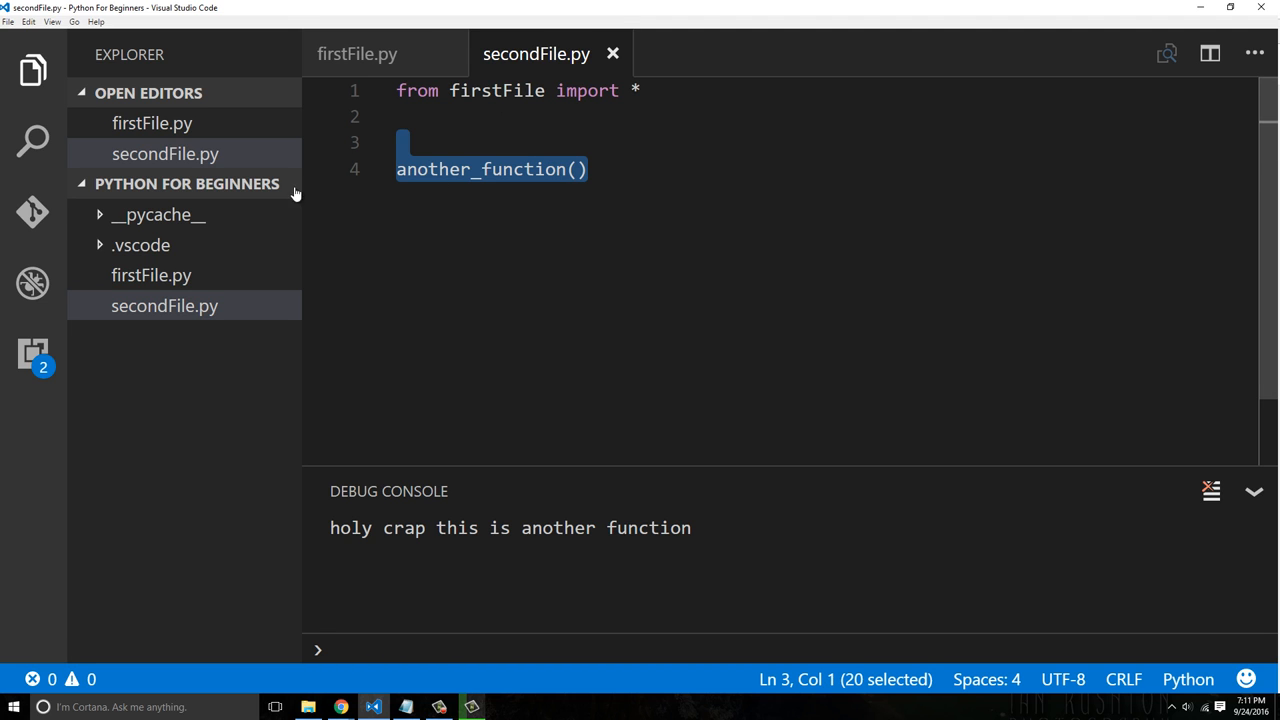 secondFile.py - Python For Beginners - Visual Studio Code
File Edit View Go Help
EXPLORER
OPEN EDITORS
firstFile.py
secondFile.py
PYTHON FOR BEGINNERS
__pycache__
.vscode
firstFile.py
secondFile.py
2
firstFile.py
secondFile.py
1 from firstFile import *
2
3
4 another_function()
DEBUG CONSOLE
holy crap this is another function
0 0
Ln 3, Col 1 (20 selected)
Spaces: 4
UTF-8
CRLF
Python
I'm Cortana. Ask me anything.
IAN RUSHTON
7:11 PM
9/24/2016